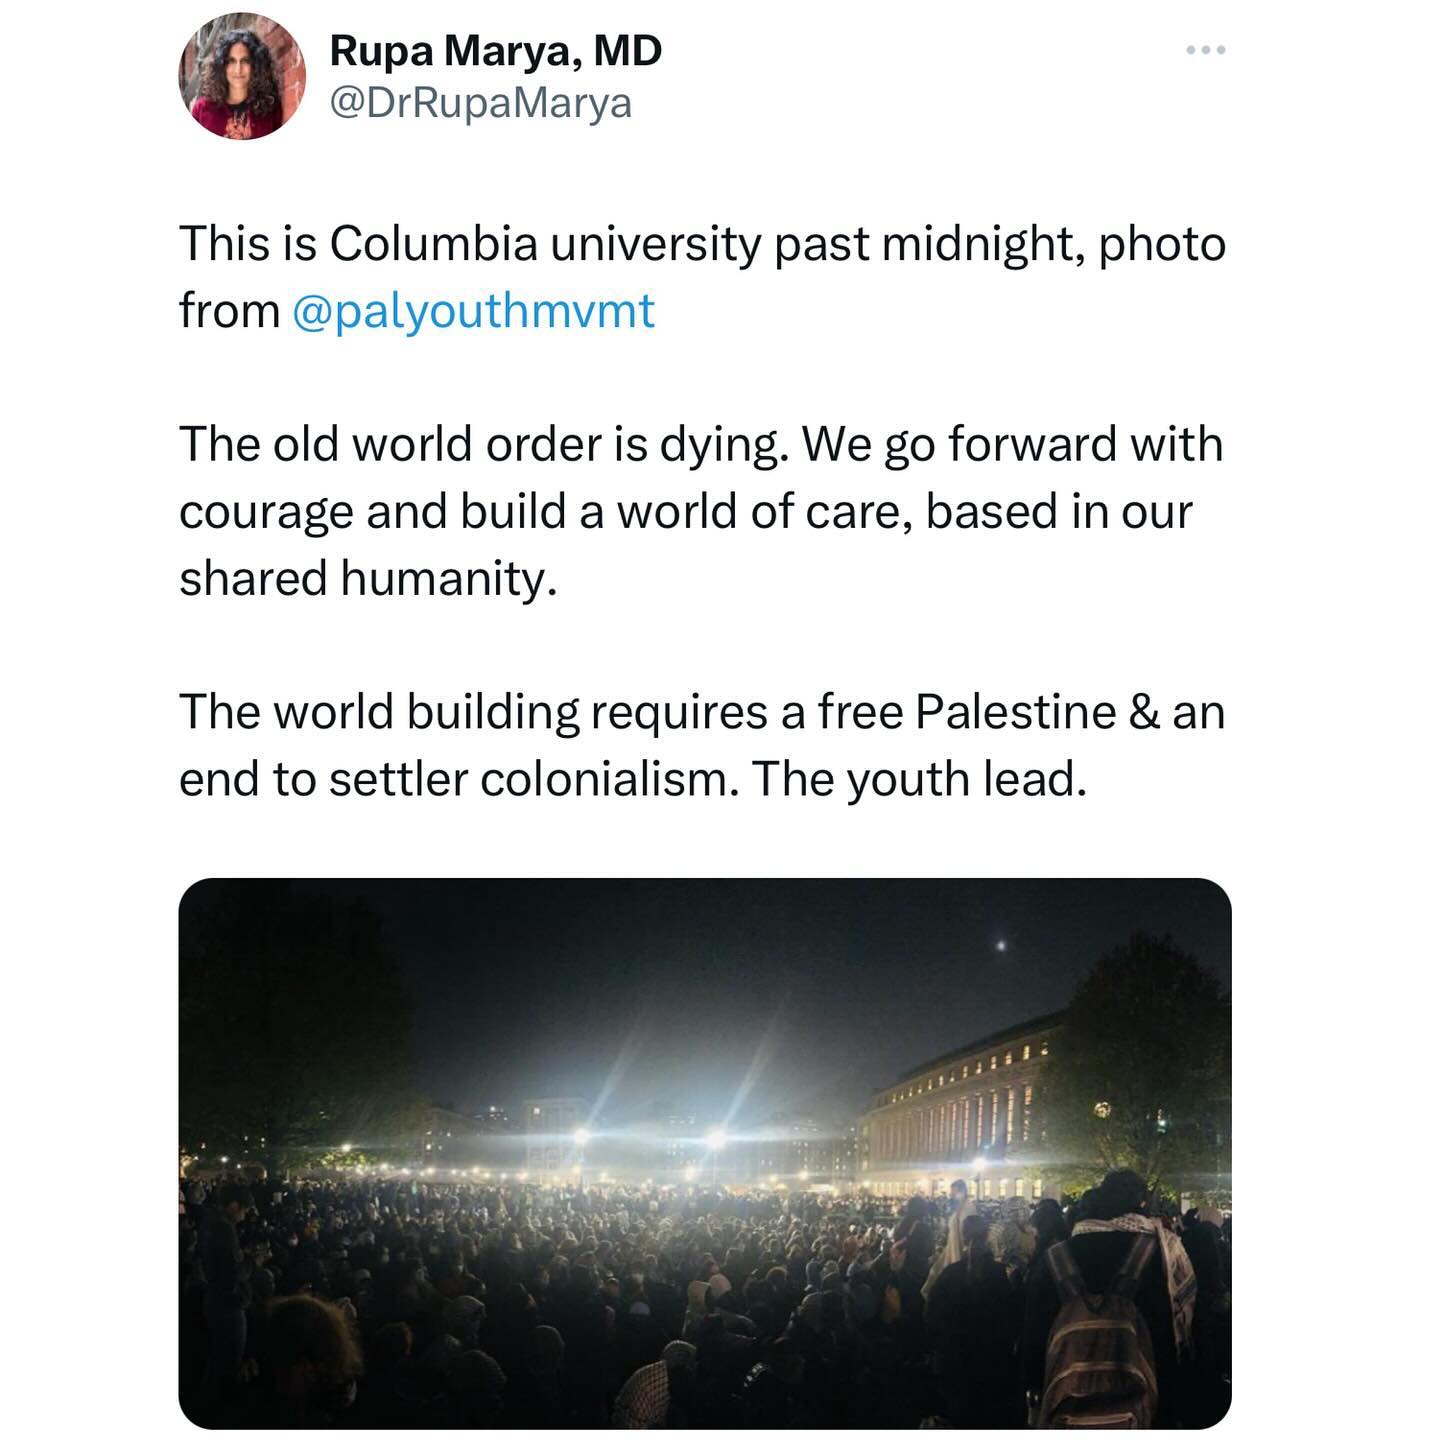 Rupa Marya, MD
@DrRupaMarya
This is Columbia university past midnight, photo
from @palyouthmvmt
The old world order is dying. We go forward with
courage and build a world of care, based in our
shared humanity.
The world building requires a free Palestine & an
end to settler colonialism. The youth lead.